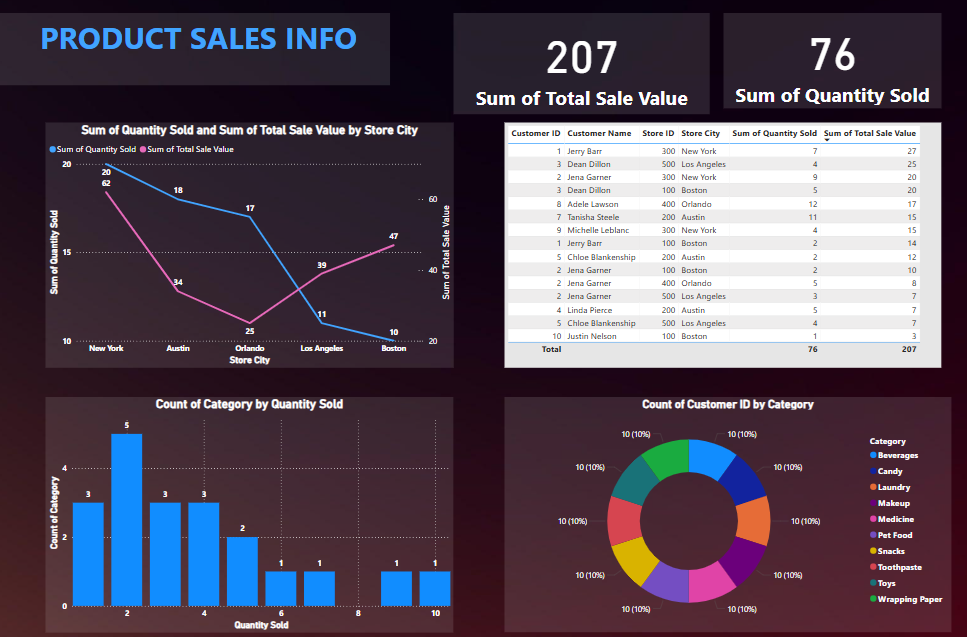 PRODUCT SALES INFO
207
Sum of Total Sale Value
76
Sum of Quantity Sold
Sum of Quantity Sold and Sum of Total Sale Value by Store City
Sum of Quantity Sold Sum of Total Sale Value
Sum of Quantity Sold
20
15
10
20
18
17
11
10
62
34
25
39
47
60
40
20
Sum of Total Sale Value
New York Austin Orlando Los Angeles Boston
Store City
Customer ID Customer Name Store ID Store City Sum of Quantity Sold Sum of Total Sale Value
1 Jerry Barr 300 New York 7 27
3 Dean Dillon 500 Los Angeles 4 25
2 Jena Garner 300 New York 9 20
3 Dean Dillon 100 Boston 5 20
8 Adele Lawson 400 Orlando 12 17
7 Tanisha Steele 200 Austin 11 15
9 Michelle Leblanc 300 New York 4 15
1 Jerry Barr 100 Boston 2 14
5 Chloe Blankenship 200 Austin 2 12
2 Jena Garner 100 Boston 2 10
2 Jena Garner 400 Orlando 5 8
2 Jena Garner 500 Los Angeles 3 7
4 Linda Pierce 200 Austin 5 7
5 Chloe Blankenship 500 Los Angeles 4 7
10 Justin Nelson 100 Boston 1 3
Total 76 207
Count of Category by Quantity Sold
Count of Category
4
2
0
3 5 3 3 2 1 1 1 1
2 4 6 8 10
Quantity Sold
Count of Customer ID by Category
10 (10%) 10 (10%)
10 (10%) 10 (10%)
10 (10%) 10 (10%)
10 (10%) 10 (10%)
10 (10%) 10 (10%)
Category
Beverages
Candy
Laundry
Makeup
Medicine
Pet Food
Snacks
Toothpaste
Toys
Wrapping Paper